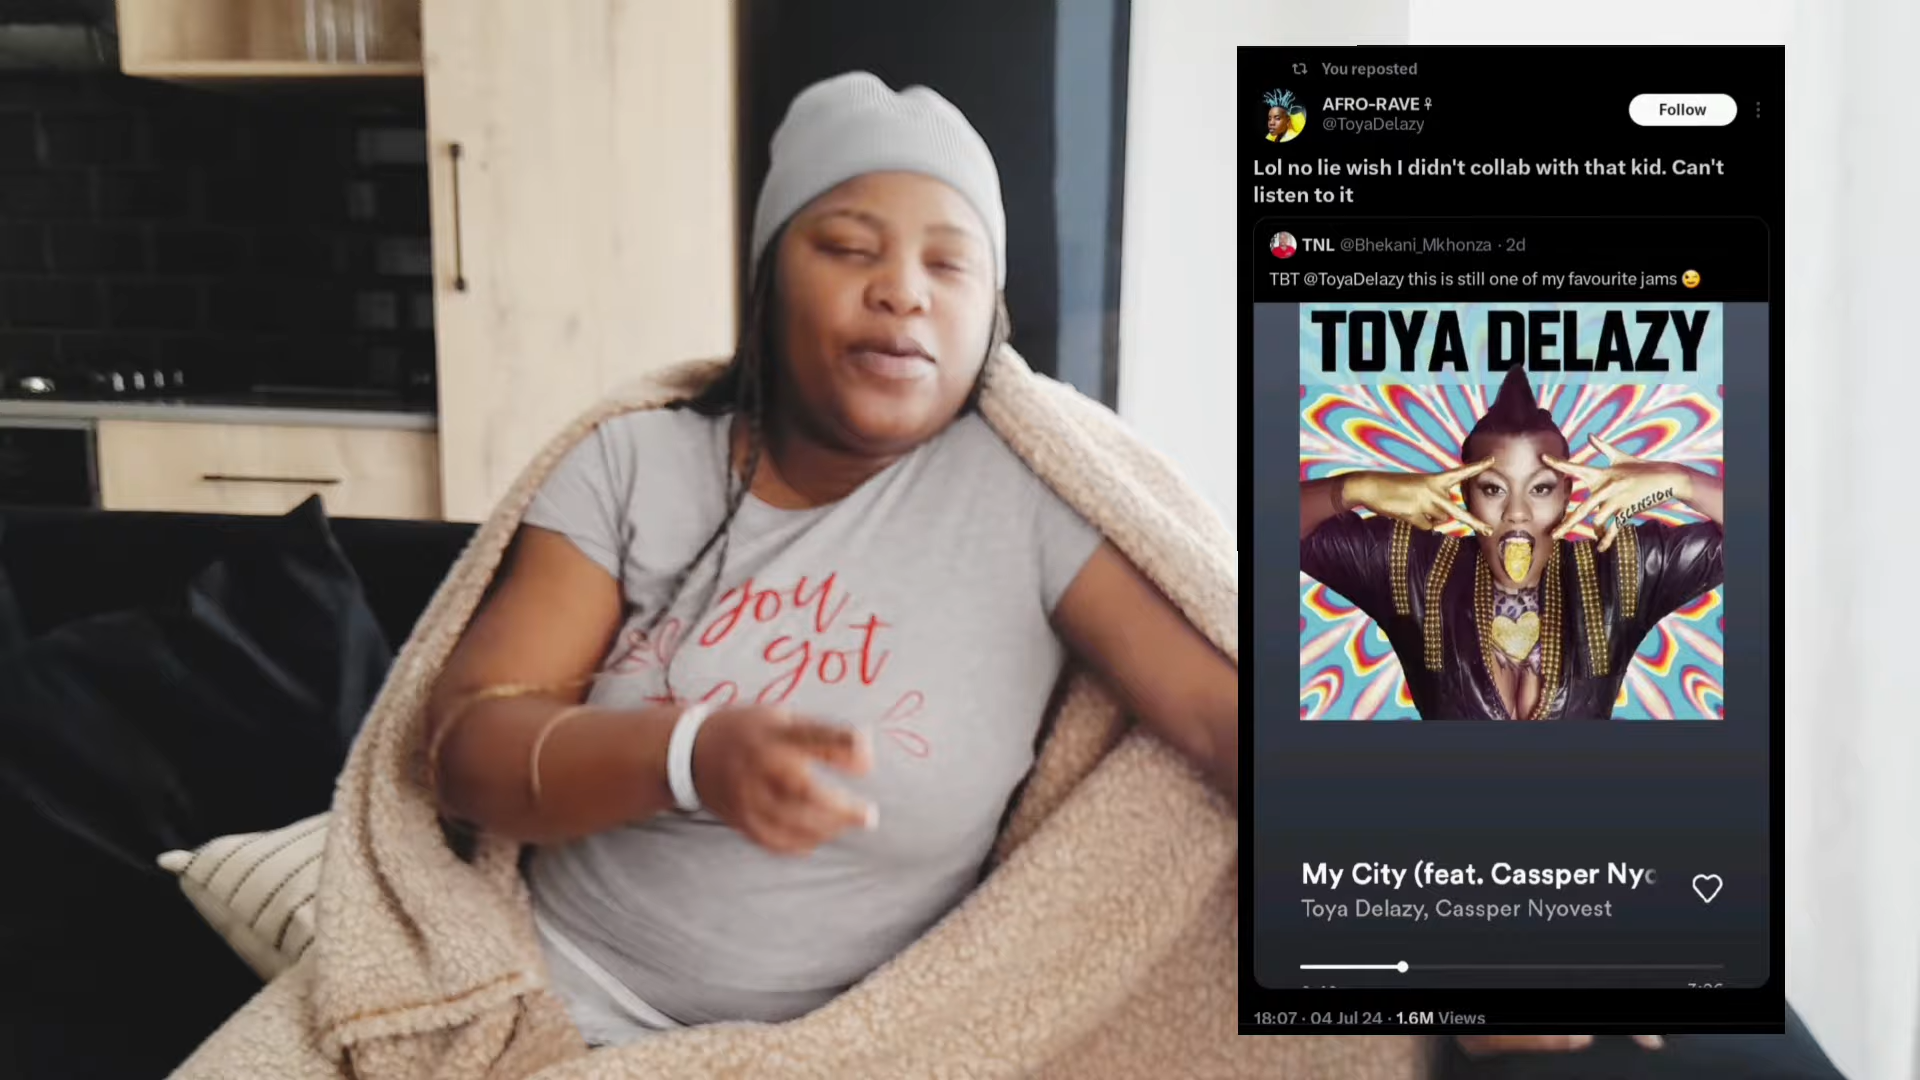 you
got
You reposted
AFRO-RAVE
@ToyaDelazy
Follow
Lol no lie wish I didn't collab with that kid. Can't
listen to it
TNL @Bhekani_Mkhonza · 2d
TBT @ToyaDelazy this is still one of my favourite jams 😉
TOYA DELAZY
ASCENSION
My City (feat. Cassper Nyo
Toya Delazy, Cassper Nyovest
18:07 · 04 Jul 24 · 1.6M Views